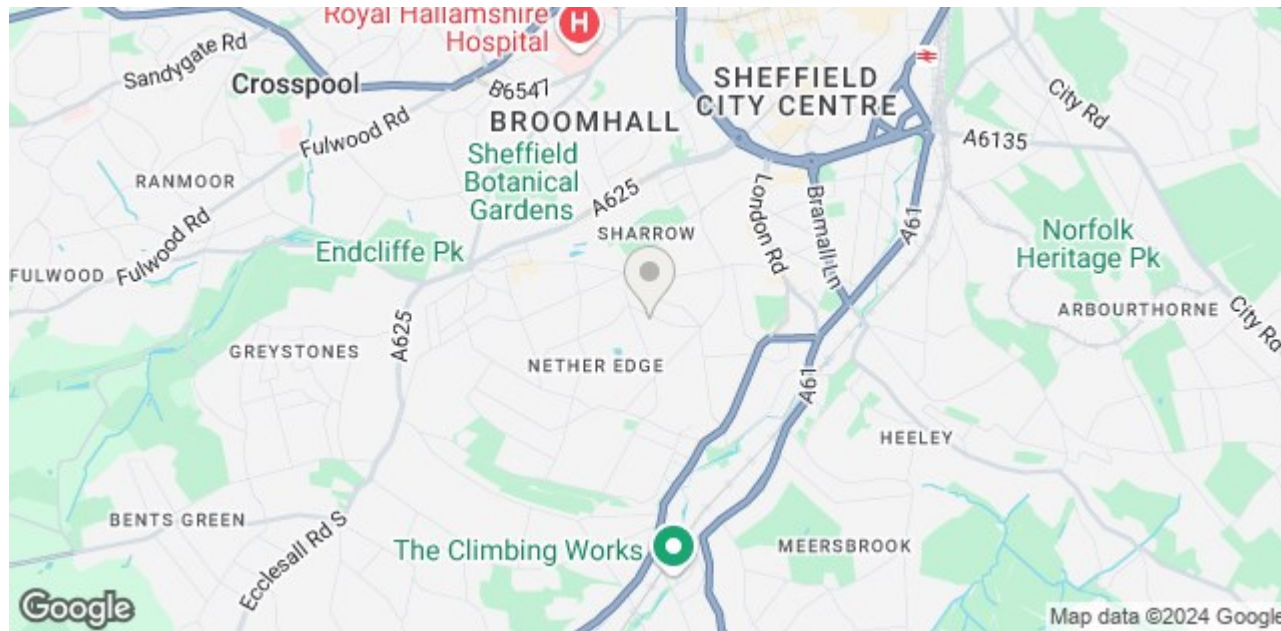 Royal Hallamshire
Hospital
H
Sandygate Rd
Crosspool
B6547
Fulwood Rd
BROOMHALL
SHEFFIELD
CITY CENTRE
City Rd
A6135
RANMOOR
Sheffield
Botanical
Gardens
A625
London Rd
Bramall Ln
A61
SHARROW
Norfolk
Heritage Pk
Fulwood Rd
Endcliffe Pk
FULWOOD
ARBOURTHORNE
City Rd
GREYSTONES
A625
NETHER EDGE
A61
HEELEY
BENTS GREEN
Ecclesall Rd S
The Climbing Works
MEERSBROOK
Google
Map data ©2024 Google